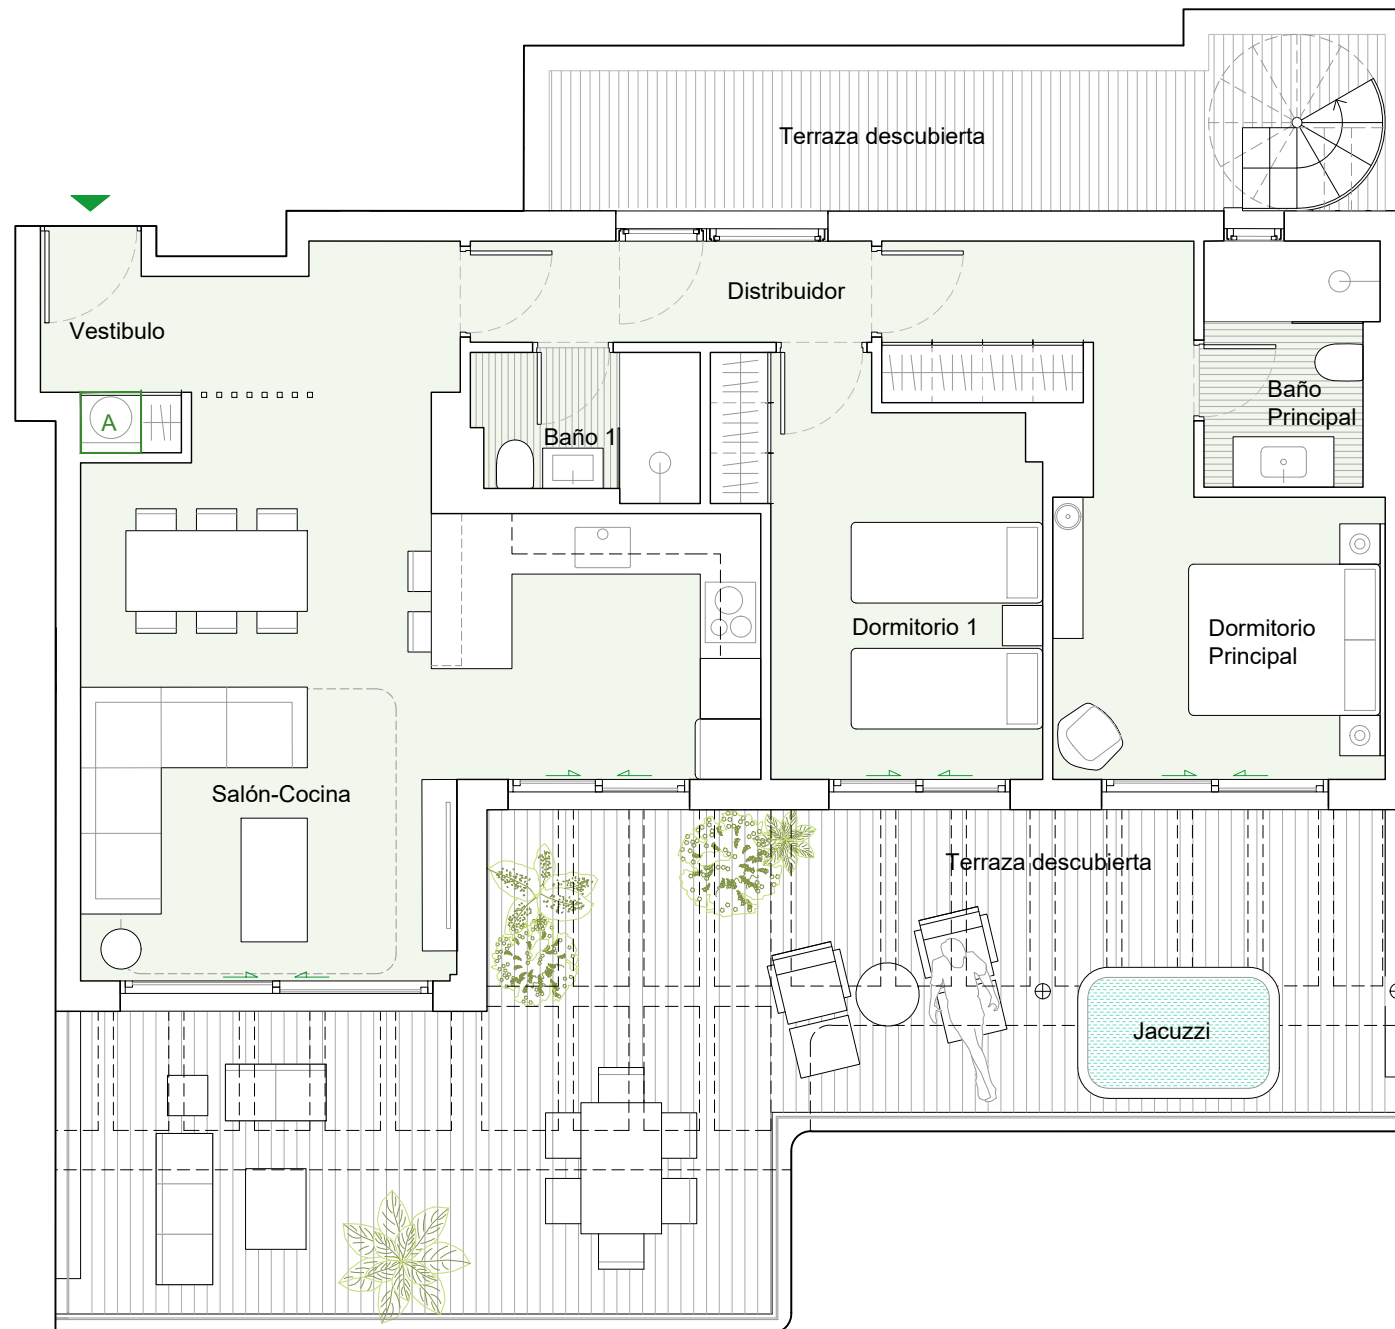 Terraza descubierta
Distribuidor
Vestibulo
Baño
Principal
A
Baño 1
Dormitorio 1
Dormitorio
Principal
Salón-Cocina
Terraza descubierta
Jacuzzi